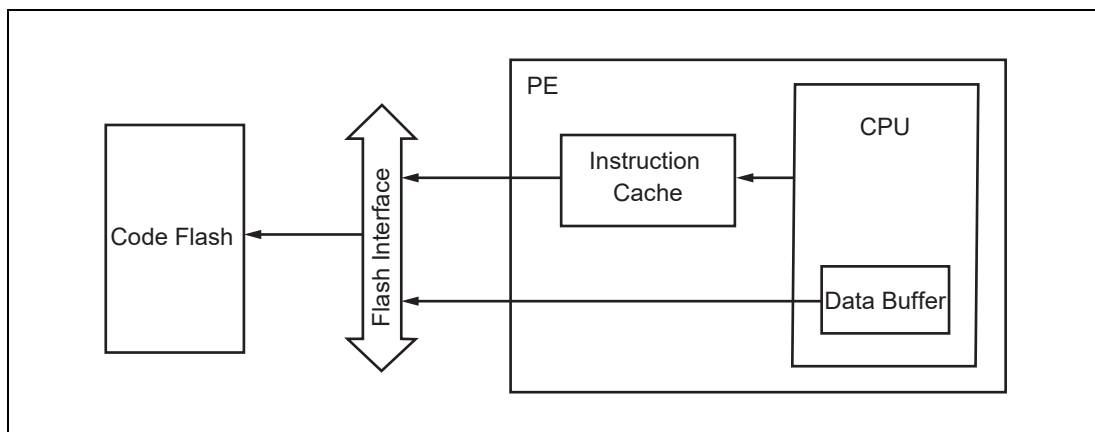 PE
CPU
Instruction
Cache
Code Flash
Flash Interface
Data Buffer